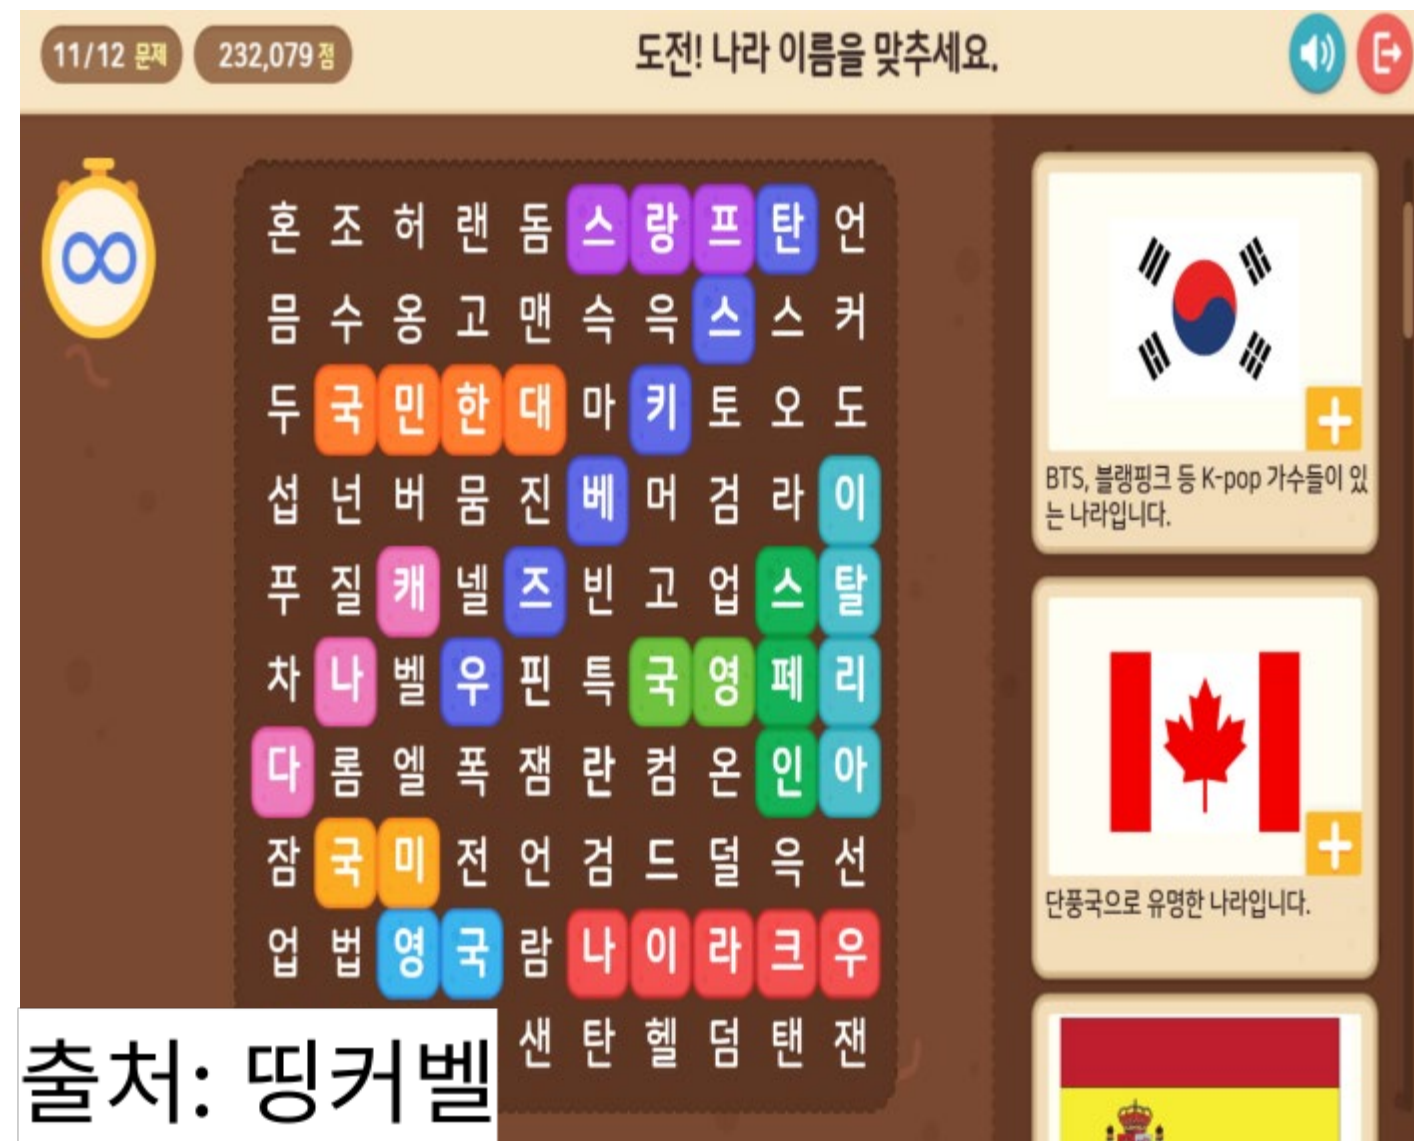 11/12 문제
232,079 점
도전! 나라 이름을 맞추세요.
혼 조 허 랜 돔 스 랑 프 탄 언
믐 수 옹 고 맨 슥 윽 스 스 커
두 국 민 한 대 마 키 토 오 도
섭 넌 버 뭄 진 베 머 검 라 이
푸 질 캐 넬 즈 빈 고 업 스 탈
차 나 벨 우 핀 특 국 영 페 리
다 롬 엘 폭 잼 란 컴 온 인 아
잠 국 미 전 언 검 드 덜 윽 선
업 법 영 국 람 나 이 라 크 우
샌 탄 헬 덤 탠 잰
BTS, 블랭핑크 등 K-pop 가수들이 있
는 나라입니다.
단풍국으로 유명한 나라입니다.
출처: 띵커벨